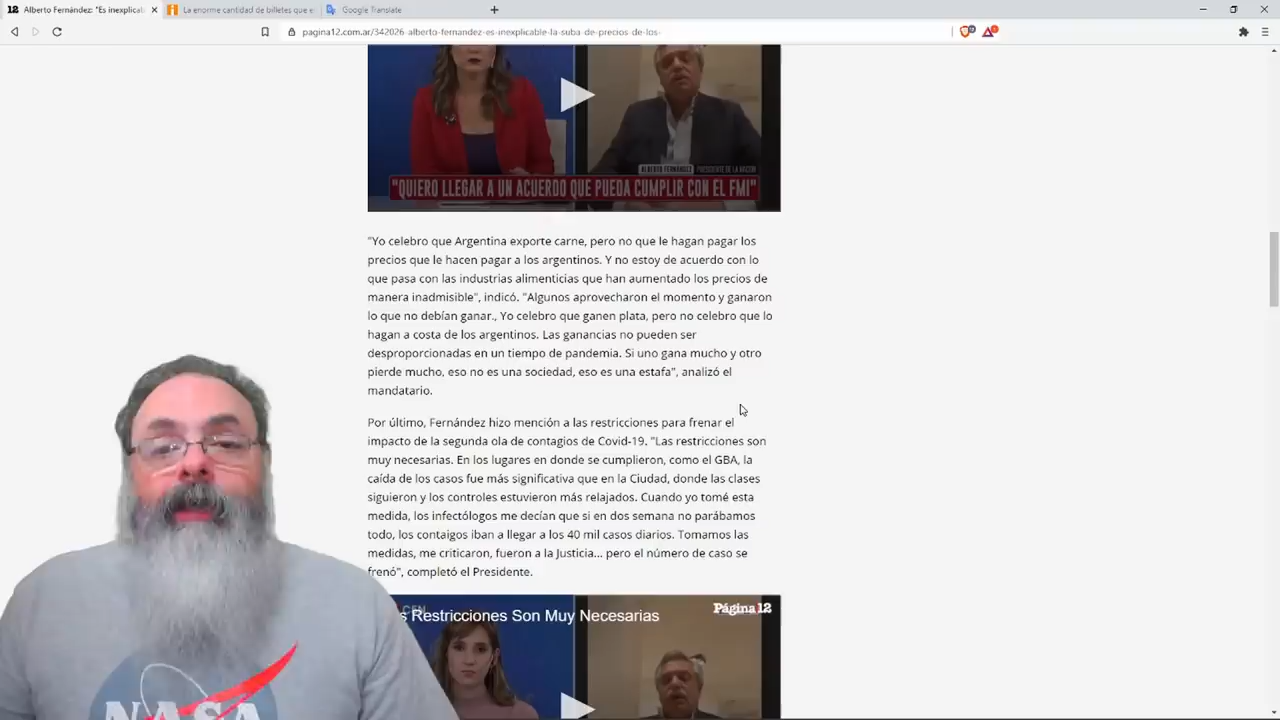 12 Alberto Fernández: "Es inexplicab
La enorme cantidad de billetes que e
Google Translate
pagina12.com.ar/342026-alberto-fernandez-es-inexplicable-la-suba-de-precios-de-los-
ALBERTO FERNÁNDEZ PRESIDENTE DE LA NACIÓN
"QUIERO LLEGAR A UN ACUERDO QUE PUEDA CUMPLIR CON EL FMI"
"Yo celebro que Argentina exporte carne, pero no que le hagan pagar los
precios que le hacen pagar a los argentinos. Y no estoy de acuerdo con lo
que pasa con las industrias alimenticias que han aumentado los precios de
manera inadmisible", indicó. "Algunos aprovecharon el momento y ganaron
lo que no debían ganar., Yo celebro que ganen plata, pero no celebro que lo
hagan a costa de los argentinos. Las ganancias no pueden ser
desproporcionadas en un tiempo de pandemia. Si uno gana mucho y otro
pierde mucho, eso no es una sociedad, eso es una estafa", analizó el
mandatario.
Por último, Fernández hizo mención a las restricciones para frenar el
impacto de la segunda ola de contagios de Covid-19. "Las restricciones son
muy necesarias. En los lugares en donde se cumplieron, como el GBA, la
caída de los casos fue más significativa que en la Ciudad, donde las clases
siguieron y los controles estuvieron más relajados. Cuando yo tomé esta
medida, los infectólogos me decían que si en dos semana no parábamos
todo, los contaigos iban a llegar a los 40 mil casos diarios. Tomamos las
medidas, me criticaron, fueron a la Justicia... pero el número de caso se
frenó", completó el Presidente.
s Restricciones Son Muy Necesarias
Página 12
NASA